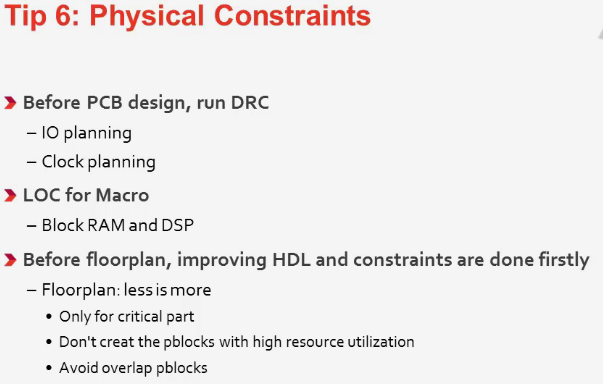 Tip 6: Physical Constraints
Before PCB design, run DRC
– IO planning
– Clock planning
LOC for Macro
– Block RAM and DSP
Before floorplan, improving HDL and constraints are done firstly
– Floorplan: less is more
• Only for critical part
• Don't creat the pblocks with high resource utilization
• Avoid overlap pblocks